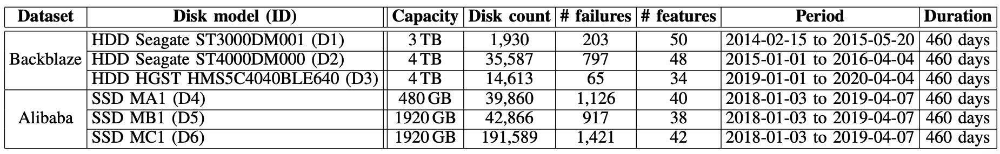 Dataset Disk model (ID) Capacity Disk count # failures # features Period Duration
Backblaze HDD Seagate ST3000DM001 (D1) 3 TB 1,930 203 50 2014-02-15 to 2015-05-20 460 days
HDD Seagate ST4000DM000 (D2) 4 TB 35,587 797 48 2015-01-01 to 2016-04-04 460 days
HDD HGST HMS5C4040BLE640 (D3) 4 TB 14,613 65 34 2019-01-01 to 2020-04-04 460 days
Alibaba SSD MA1 (D4) 480 GB 39,860 1,126 40 2018-01-03 to 2019-04-07 460 days
SSD MB1 (D5) 1920 GB 42,866 917 38 2018-01-03 to 2019-04-07 460 days
SSD MC1 (D6) 1920 GB 191,589 1,421 42 2018-01-03 to 2019-04-07 460 days